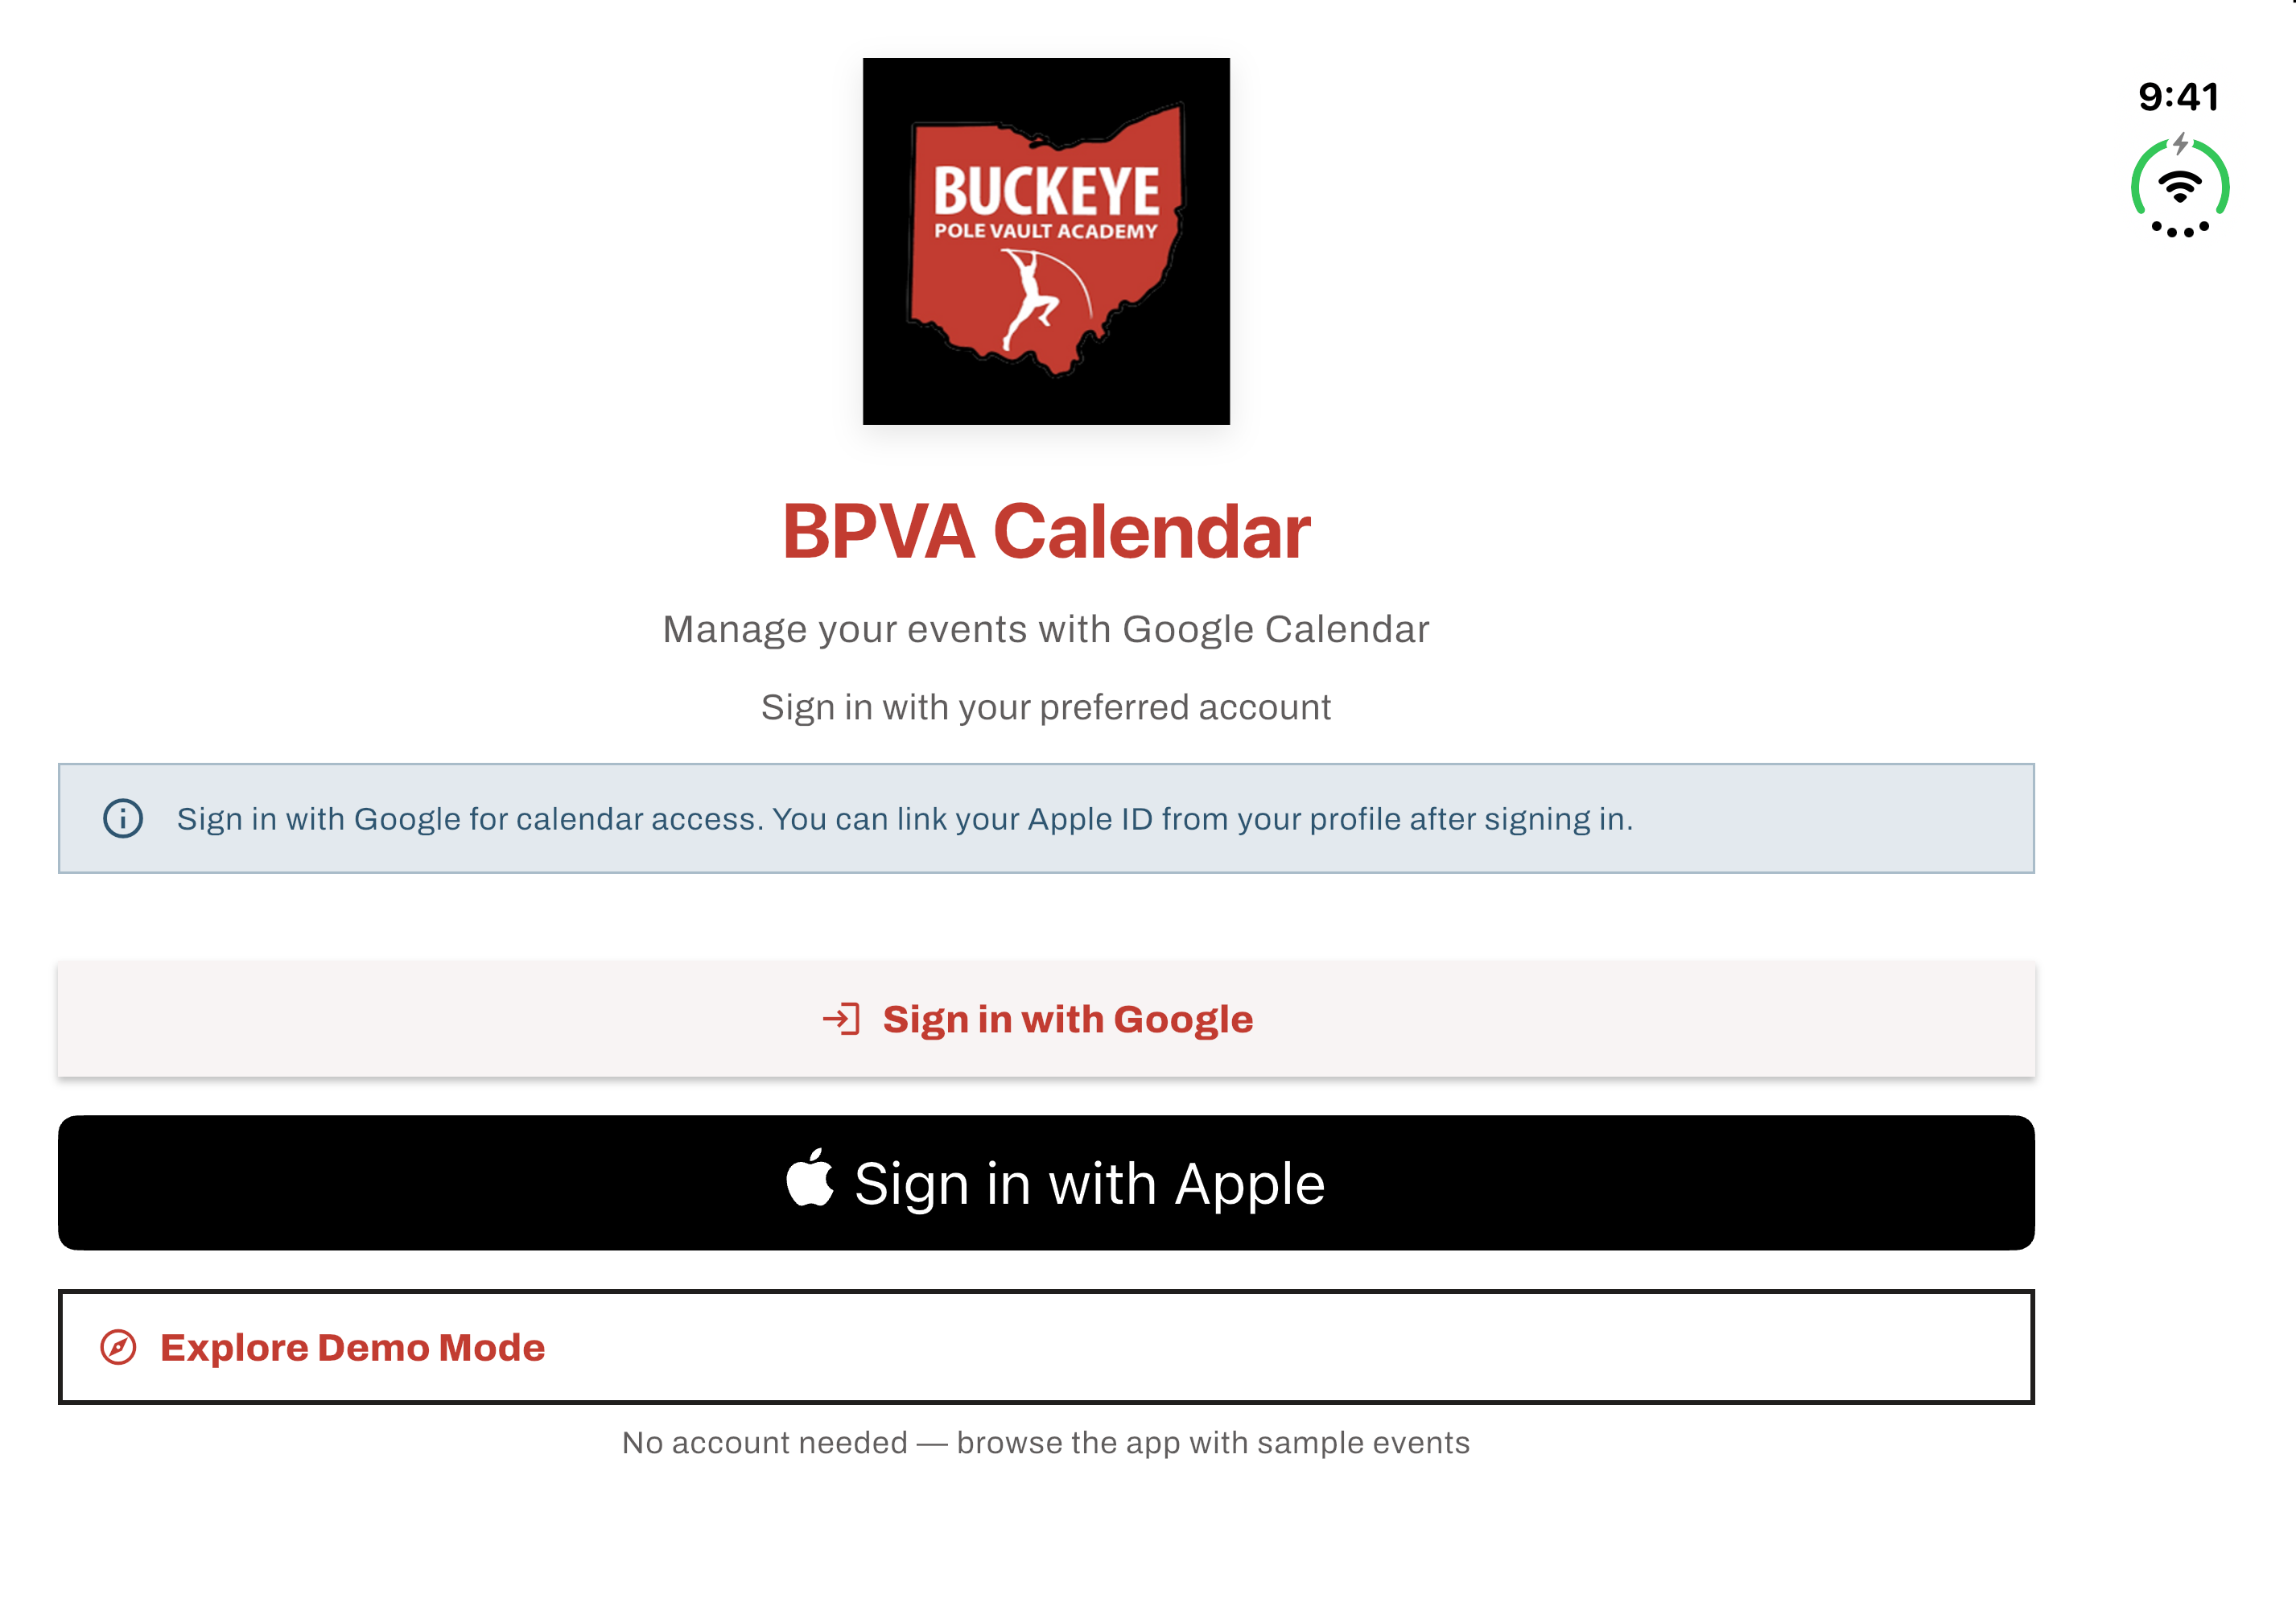 9:41
BUCKEYE
POLE VAULT ACADEMY
BPVA Calendar
Manage your events with Google Calendar
Sign in with your preferred account
Sign in with Google for calendar access. You can link your Apple ID from your profile after signing in.
Sign in with Google
Sign in with Apple
Explore Demo Mode
No account needed — browse the app with sample events